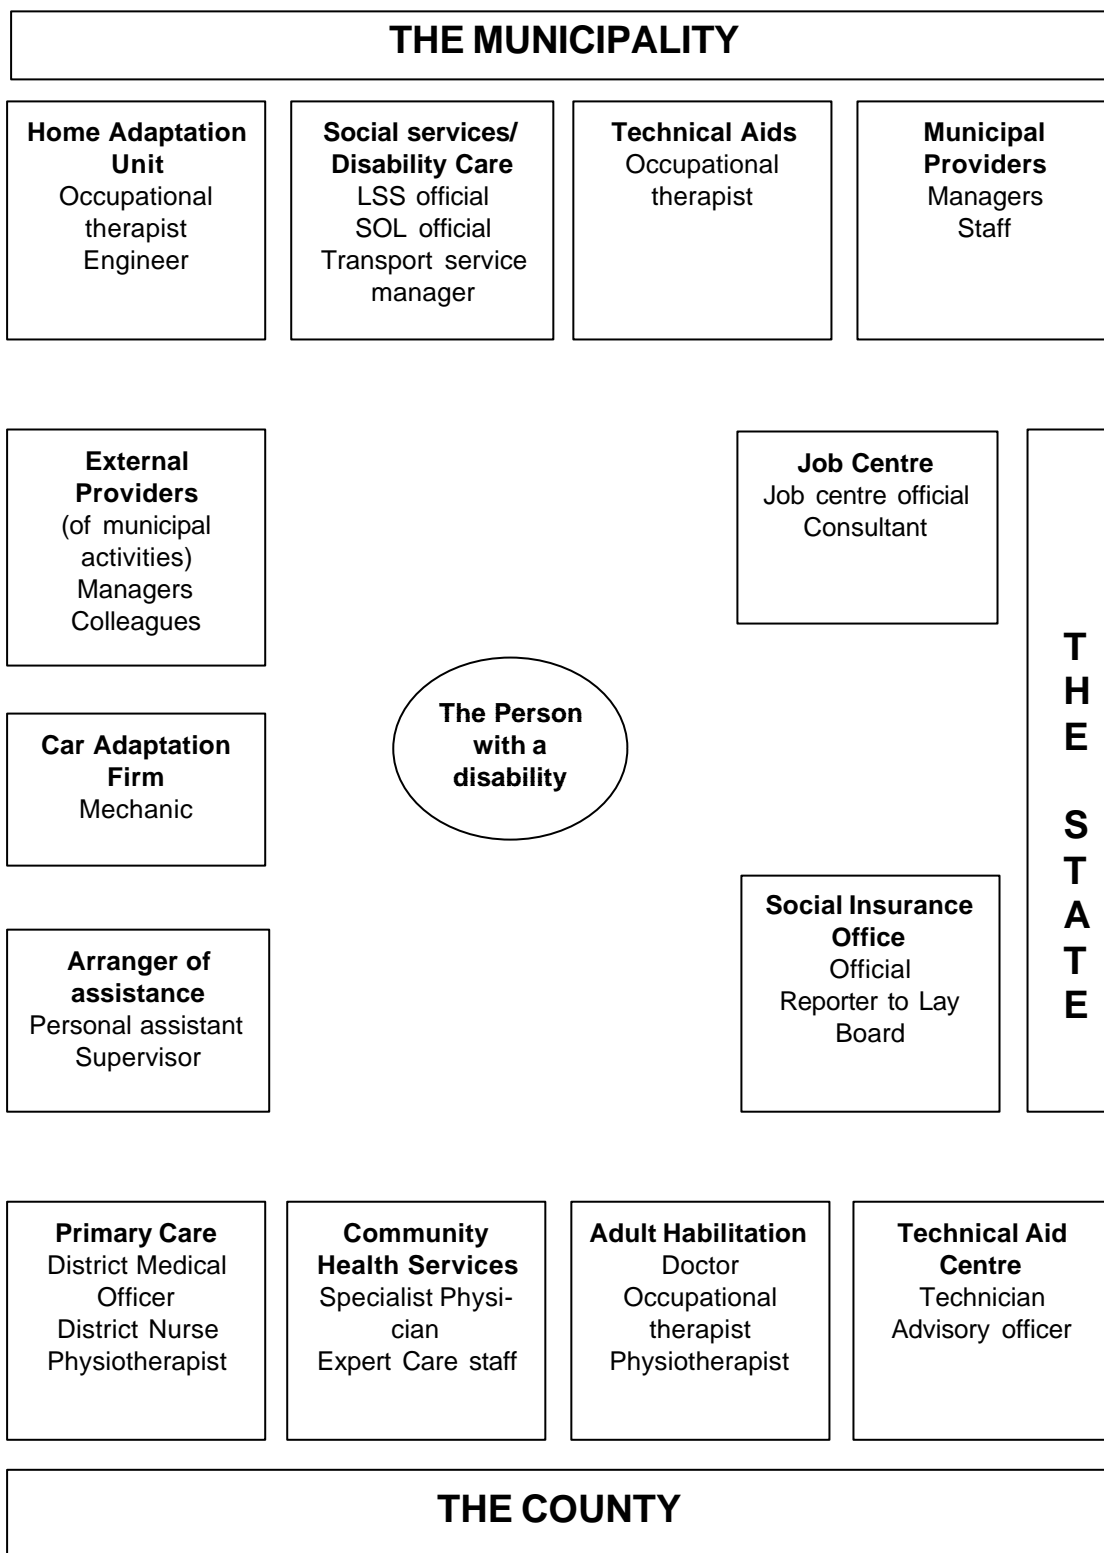 THE MUNICIPALITY
Home Adaptation
Unit
Occupational
therapist
Engineer
Social services/
Disability Care
LSS official
SOL official
Transport service
manager
Technical Aids
Occupational
therapist
Municipal
Providers
Managers
Staff
External
Providers
(of municipal
activities)
Managers
Colleagues
Job Centre
Job centre official
Consultant
THE STATE
The Person
with a
disability
Car Adaptation
Firm
Mechanic
Social Insurance
Office
Official
Reporter to Lay
Board
Arranger of
assistance
Personal assistant
Supervisor
Primary Care
District Medical
Officer
District Nurse
Physiotherapist
Community
Health Services
Specialist Physi-
cian
Expert Care staff
Adult Habilitation
Doctor
Occupational
therapist
Physiotherapist
Technical Aid
Centre
Technician
Advisory officer
THE COUNTY